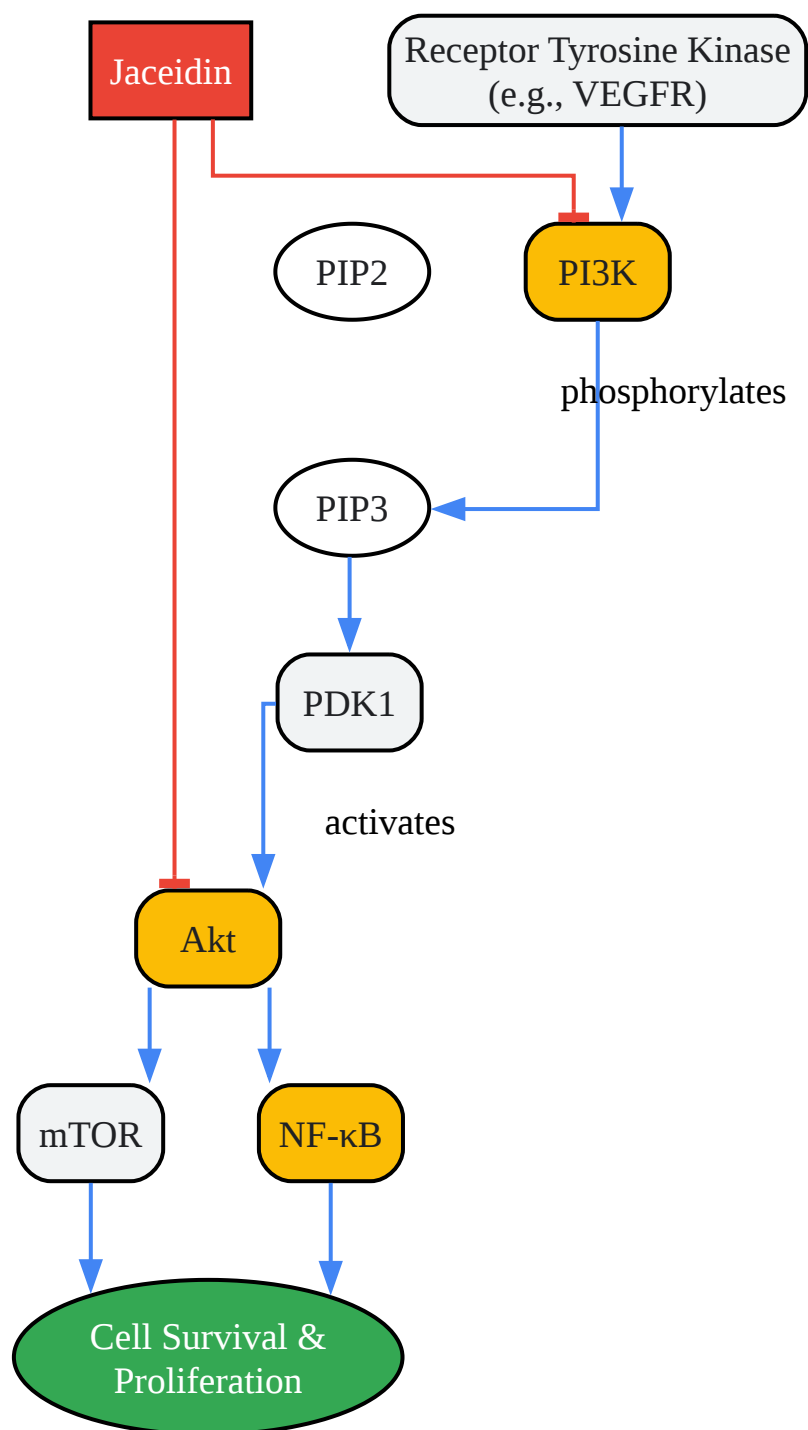 Jaceidin
Receptor Tyrosine Kinase
(e.g., VEGFR)
PIP2
PI3K
phosphorylates
PIP3
PDK1
activates
Akt
mTOR
NF-κB
Cell Survival &
Proliferation